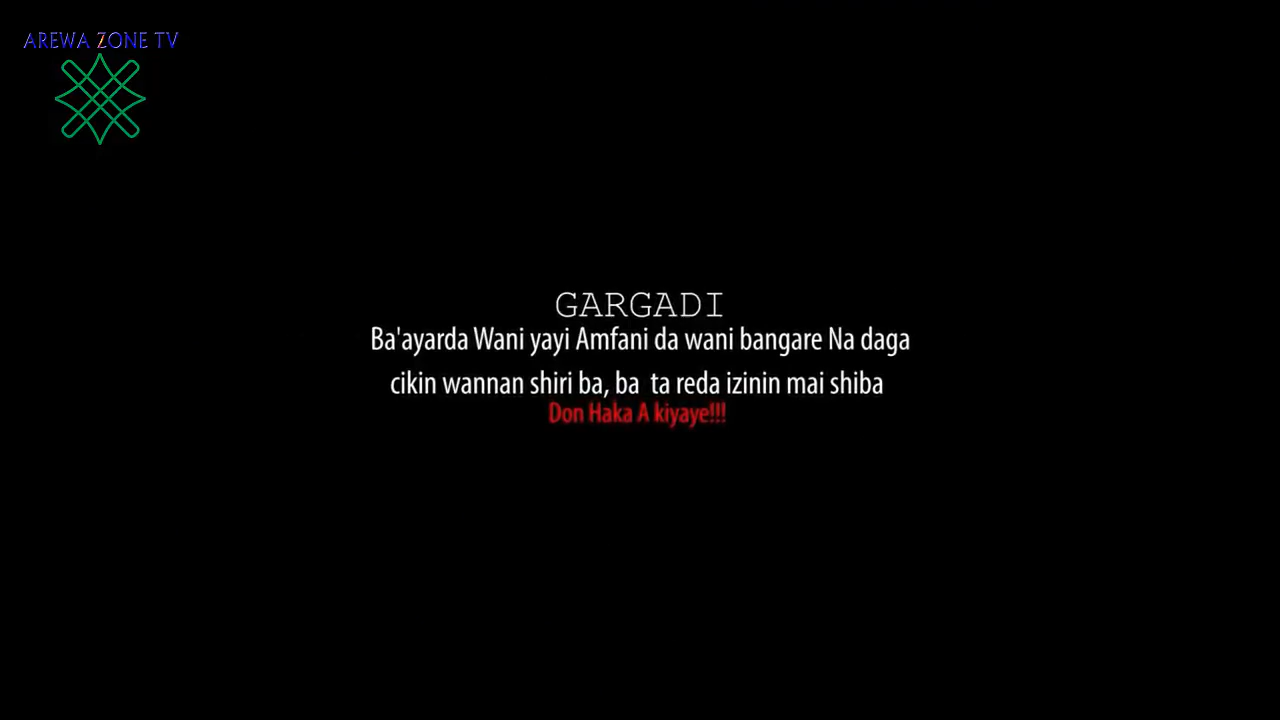 AREWA ZONE TV
GARGADI
Ba'ayarda Wani yayi Amfani da wani bangare Na daga
cikin wannan shiri ba, ba ta reda izinin mai shiba
Don Haka A kiyaye!!!